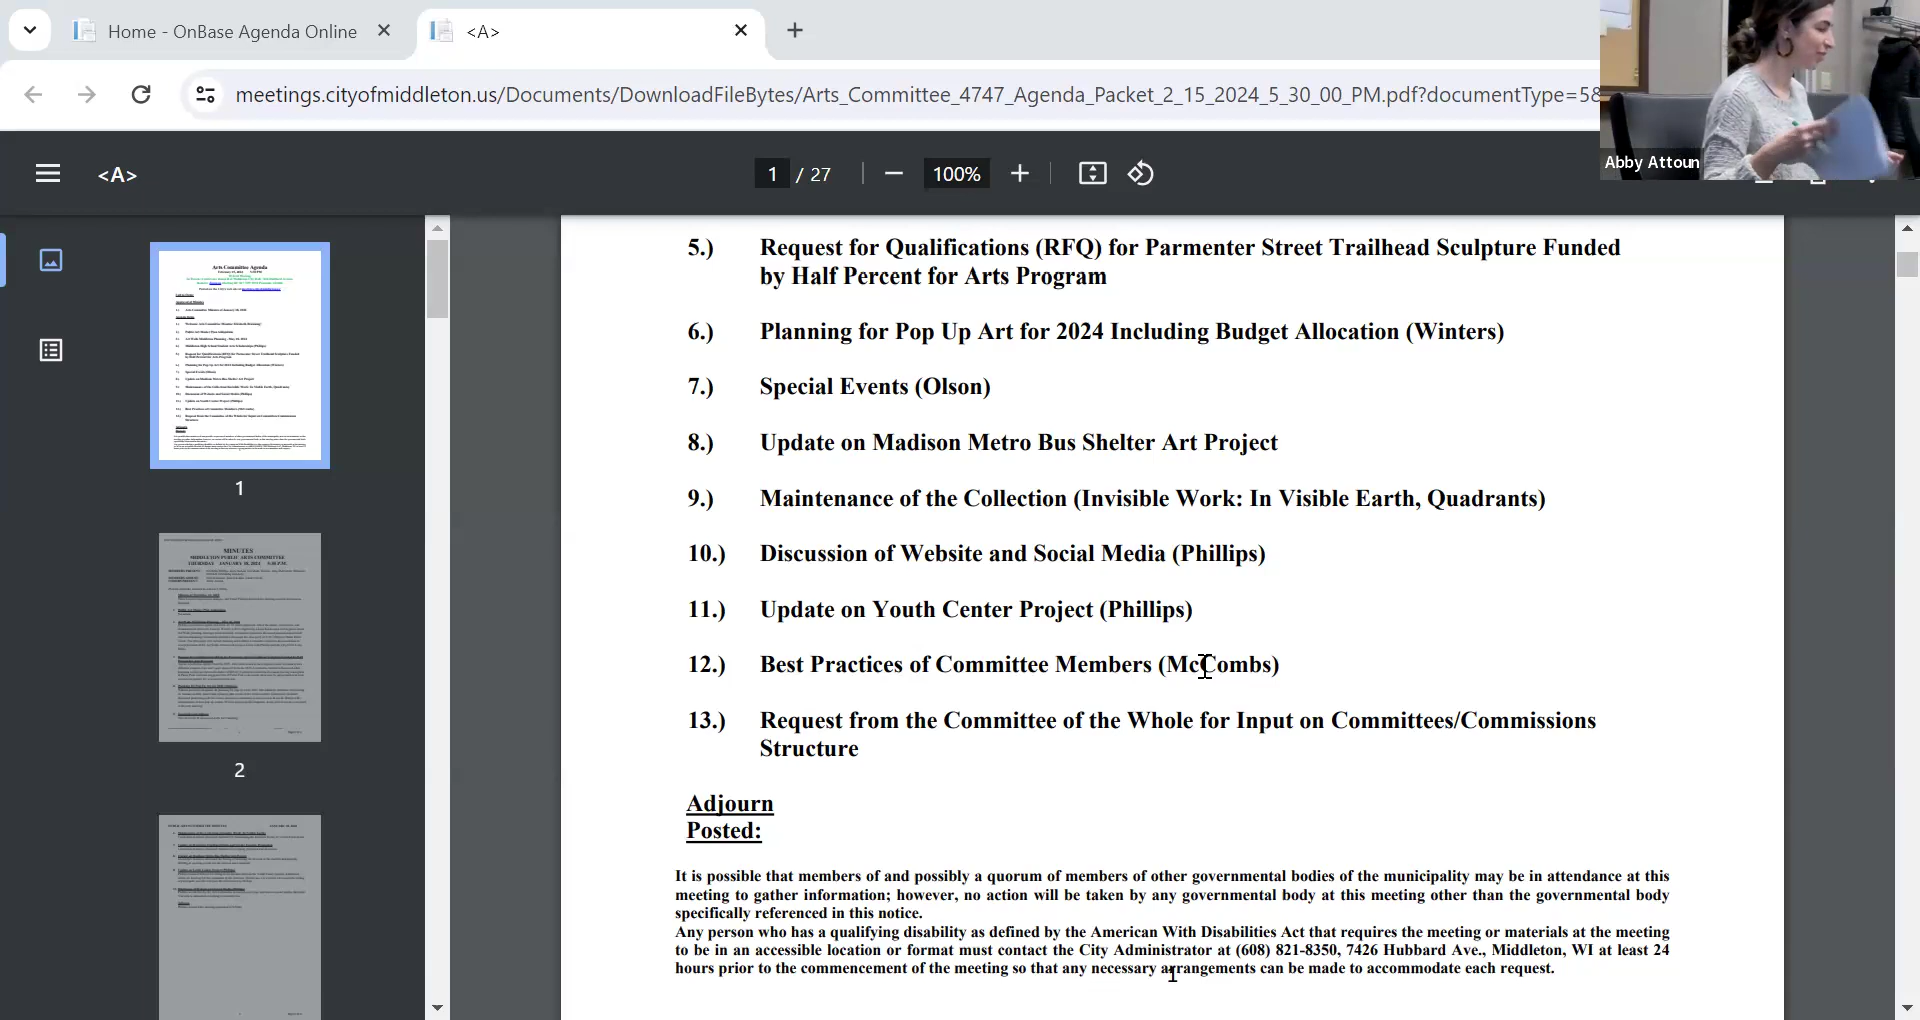 Home - OnBase Agenda Online
<A>
meetings.cityofmiddleton.us/Documents/DownloadFileBytes/Arts_Committee_4747_Agenda_Packet_2_15_2024_5_30_00_PM.pdf?documentType=58
Abby Attoun
<A>
1 / 27
100%
5.) Request for Qualifications (RFQ) for Parmenter Street Trailhead Sculpture Funded
by Half Percent for Arts Program
6.) Planning for Pop Up Art for 2024 Including Budget Allocation (Winters)
7.) Special Events (Olson)
8.) Update on Madison Metro Bus Shelter Art Project
9.) Maintenance of the Collection (Invisible Work: In Visible Earth, Quadrants)
10.) Discussion of Website and Social Media (Phillips)
11.) Update on Youth Center Project (Phillips)
12.) Best Practices of Committee Members (McCombs)
13.) Request from the Committee of the Whole for Input on Committees/Commissions
Structure
Adjourn
Posted:
It is possible that members of and possibly a quorum of members of other governmental bodies of the municipality may be in attendance at this
meeting to gather information; however, no action will be taken by any governmental body at this meeting other than the governmental body
specifically referenced in this notice.
Any person who has a qualifying disability as defined by the American With Disabilities Act that requires the meeting or materials at the meeting
to be in an accessible location or format must contact the City Administrator at (608) 821-8350, 7426 Hubbard Ave., Middleton, WI at least 24
hours prior to the commencement of the meeting so that any necessary arrangements can be made to accommodate each request.
Arts Committee Agenda
1
MINUTES
MIDDLETON PUBLIC ARTS COMMITTEE
2